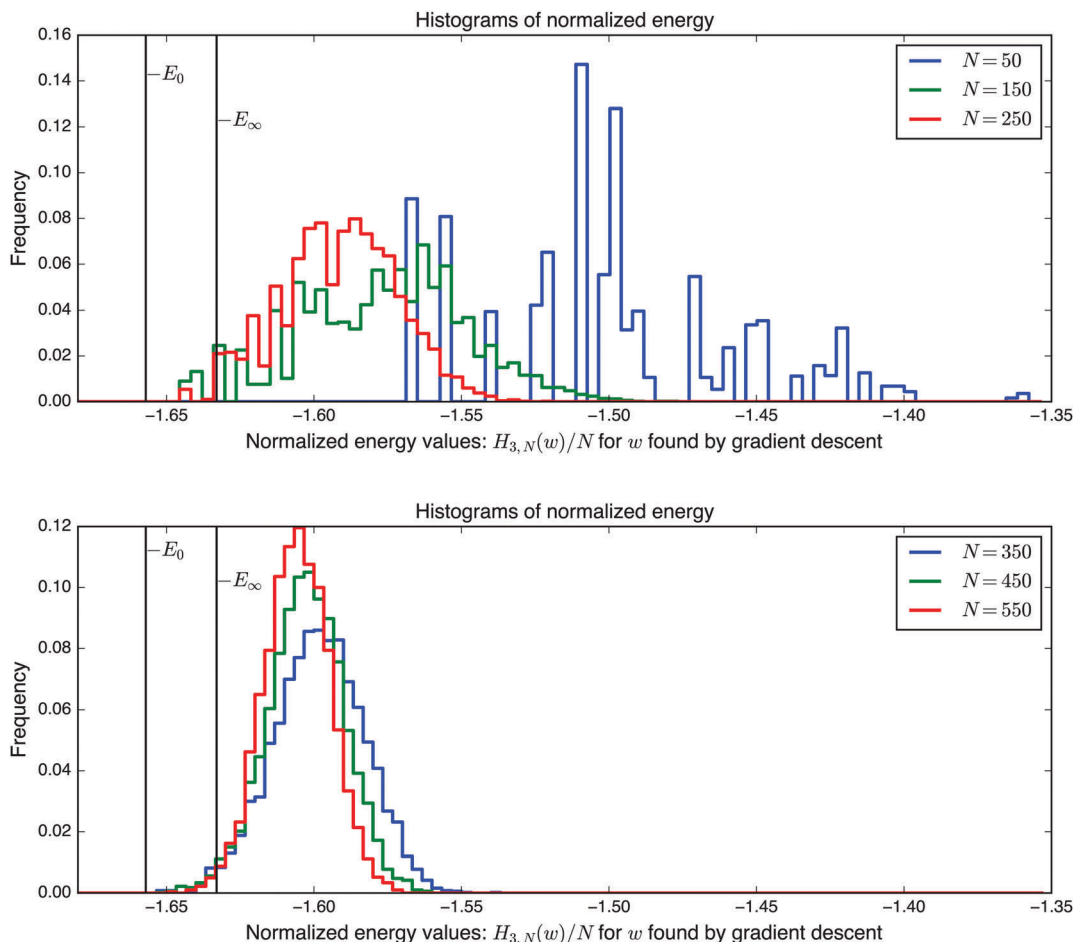 Histograms of normalized energy
0.16
0.14
0.12
0.10
0.08
0.06
0.04
0.02
0.00
Frequency
−E₀
−E∞
N = 50
N = 150
N = 250
−1.65 −1.60 −1.55 −1.50 −1.45 −1.40 −1.35
Normalized energy values: H₃,N(w)/N for w found by gradient descent
Histograms of normalized energy
0.12
0.10
0.08
0.06
0.04
0.02
0.00
Frequency
−E₀
−E∞
N = 350
N = 450
N = 550
−1.65 −1.60 −1.55 −1.50 −1.45 −1.40 −1.35
Normalized energy values: H₃,N(w)/N for w found by gradient descent